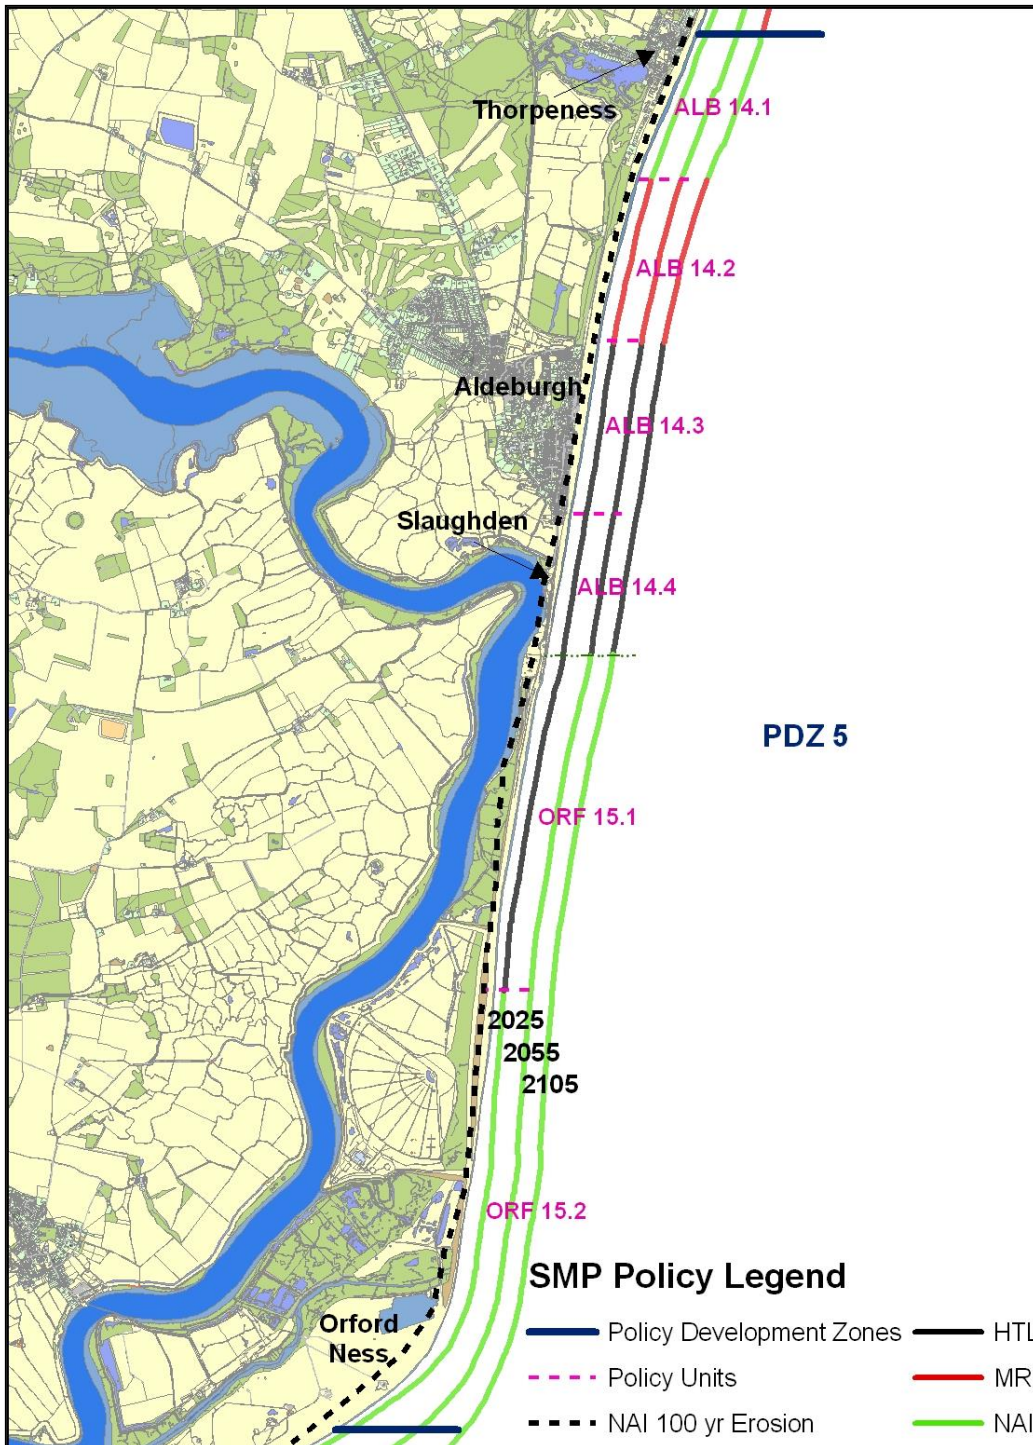 Thorpeness
ALB 14.1
ALB 14.2
Aldeburgh
ALB 14.3
Slaughden
ALB 14.4
PDZ 5
ORF 15.1
2025
2055
2105
ORF 15.2
SMP Policy Legend
Orford
Ness
Policy Development Zones
HTL
Policy Units
MR
NAI 100 yr Erosion
NAI